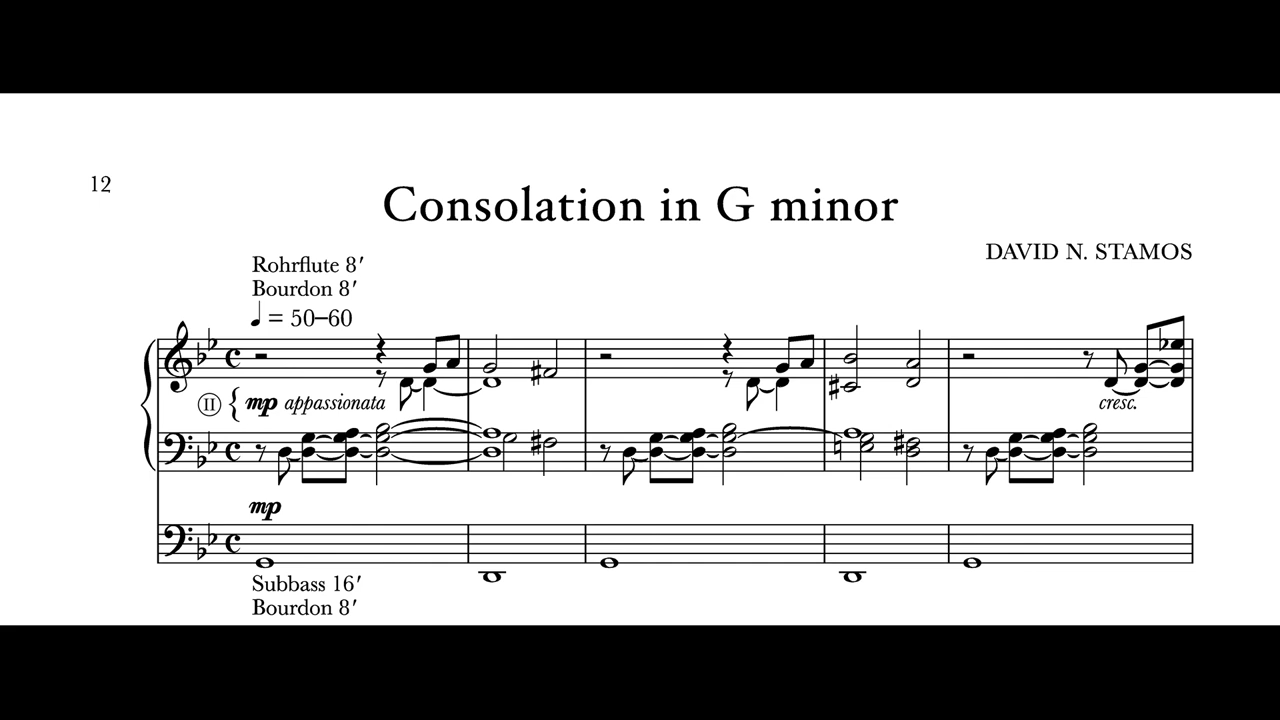 12
Consolation in G minor
DAVID N. STAMOS
Rohrflute 8′
Bourdon 8′
♩ = 50–60
II
mp appassionata
cresc.
mp
Subbass 16′
Bourdon 8′